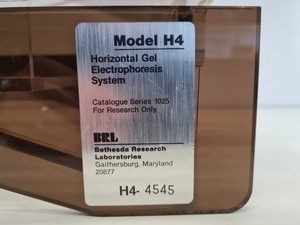 Model H4
Horizontal Gel
Electrophoresis
System
Catalogue Series 1025
For Research Only
BRL
Bethesda Research
Laboratories
Gaithersburg, Maryland
20877
H4- 4545